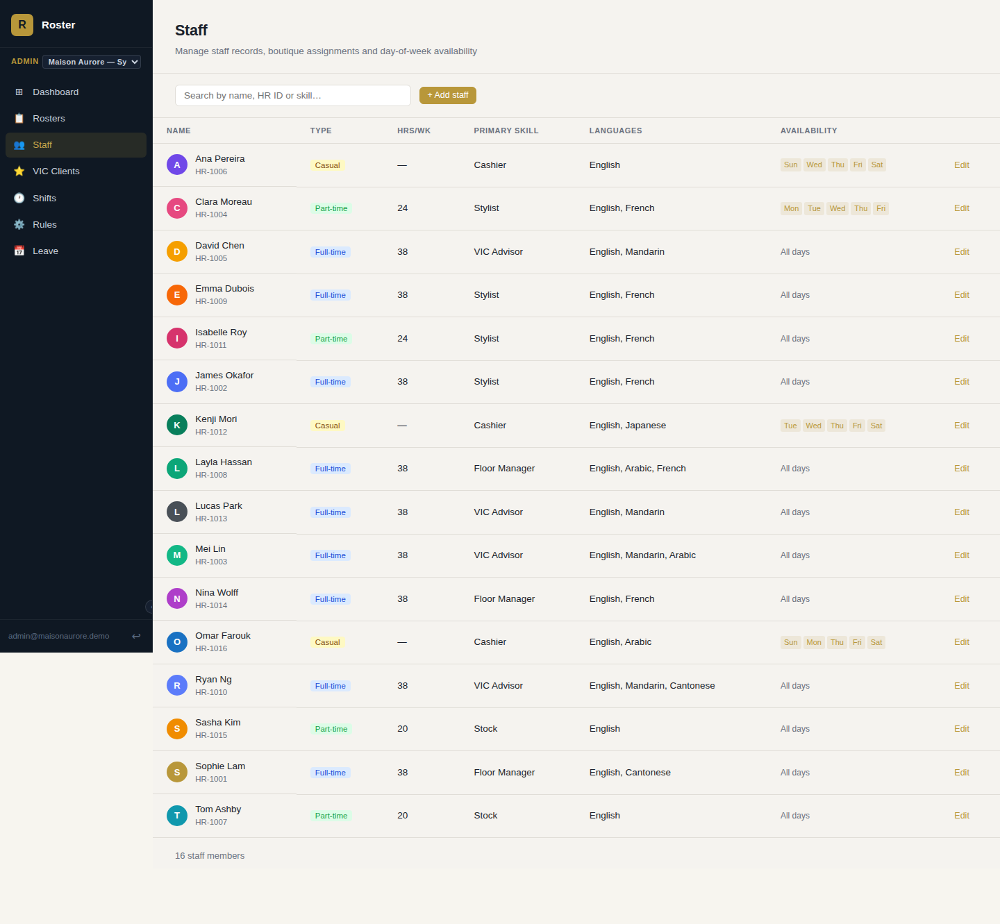 R Roster
ADMIN Maison Aurore — Sy
Dashboard
Rosters
Staff
VIC Clients
Shifts
Rules
Leave
admin@maisonaurore.demo
Staff
Manage staff records, boutique assignments and day-of-week availability
Search by name, HR ID or skill… + Add staff
NAME TYPE HRS/WK PRIMARY SKILL LANGUAGES AVAILABILITY
A Ana Pereira Casual — Cashier English Sun Wed Thu Fri Sat Edit
HR-1006
C Clara Moreau Part-time 24 Stylist English, French Mon Tue Wed Thu Fri Edit
HR-1004
D David Chen Full-time 38 VIC Advisor English, Mandarin All days Edit
HR-1005
E Emma Dubois Full-time 38 Stylist English, French All days Edit
HR-1009
I Isabelle Roy Part-time 24 Stylist English, French All days Edit
HR-1011
J James Okafor Full-time 38 Stylist English, French All days Edit
HR-1002
K Kenji Mori Casual — Cashier English, Japanese Tue Wed Thu Fri Sat Edit
HR-1012
L Layla Hassan Full-time 38 Floor Manager English, Arabic, French All days Edit
HR-1008
L Lucas Park Full-time 38 VIC Advisor English, Mandarin All days Edit
HR-1013
M Mei Lin Full-time 38 VIC Advisor English, Mandarin, Arabic All days Edit
HR-1003
N Nina Wolff Full-time 38 Floor Manager English, French All days Edit
HR-1014
O Omar Farouk Casual — Cashier English, Arabic Sun Mon Thu Fri Sat Edit
HR-1016
R Ryan Ng Full-time 38 VIC Advisor English, Mandarin, Cantonese All days Edit
HR-1010
S Sasha Kim Part-time 20 Stock English All days Edit
HR-1015
S Sophie Lam Full-time 38 Floor Manager English, Cantonese All days Edit
HR-1001
T Tom Ashby Part-time 20 Stock English All days Edit
HR-1007
16 staff members